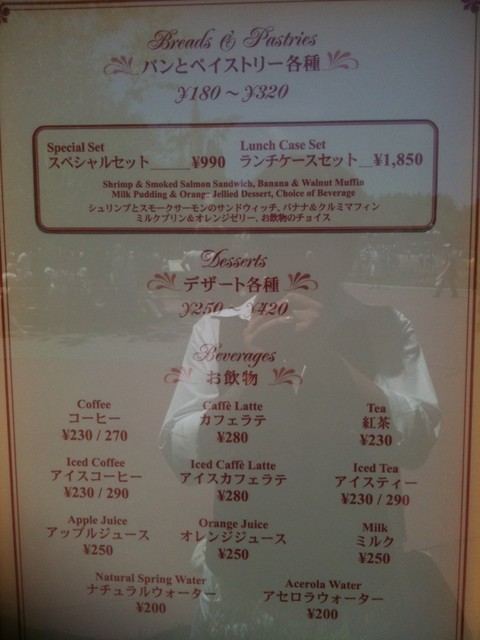 Breads & Pastries
パンとペイストリー各種
¥180～¥320
Special Set
スペシャルセット_____¥990
Lunch Case Set
ランチケースセット__¥1,850
Shrimp & Smoked Salmon Sandwich, Banana & Walnut Muffin
Milk Pudding & Orange Jellied Dessert, Choice of Beverage
シュリンプとスモークサーモンのサンドウィッチ, バナナ&クルミマフィン
ミルクプリン&オレンジゼリー, お飲物のチョイス
Desserts
デザート各種
¥250～¥420
Beverages
お飲物
Coffee
コーヒー
¥230 / 270
Caffè Latte
カフェラテ
¥280
Tea
紅茶
¥230
Iced Coffee
アイスコーヒー
¥230 / 290
Iced Caffè Latte
アイスカフェラテ
¥280
Iced Tea
アイスティー
¥230 / 290
Apple Juice
アップルジュース
¥250
Orange Juice
オレンジジュース
¥250
Milk
ミルク
¥250
Natural Spring Water
ナチュラルウォーター
¥200
Acerola Water
アセロラウォーター
¥200